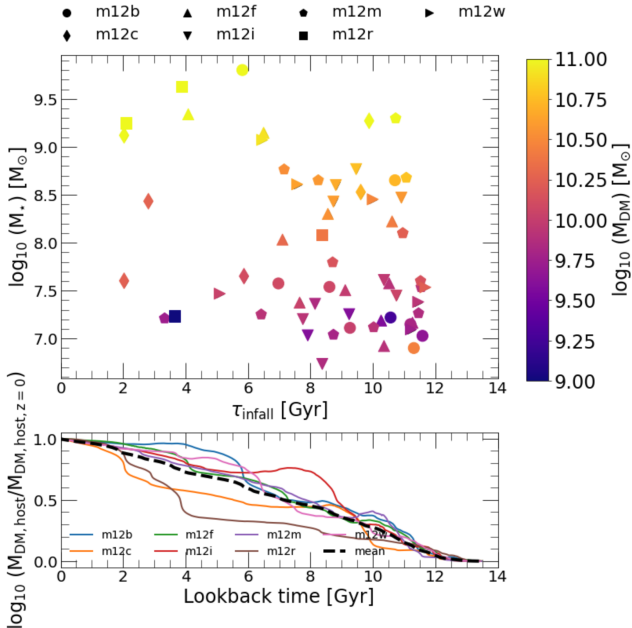 m12b m12f m12m m12w
m12c m12i m12r
log₁₀ (M⋆) [M⊙]
9.5
9.0
8.5
8.0
7.5
7.0
0 2 4 6 8 10 12 14
τ_infall [Gyr]
11.00
10.75
10.50
10.25
10.00
9.75
9.50
9.25
9.00
log₁₀ (M_DM) [M⊙]
log₁₀ (M_DM, host/M_DM, host, z = 0)
1.0
0.5
0.0
m12b m12f m12m m12w
m12c m12i m12r mean
0 2 4 6 8 10 12 14
Lookback time [Gyr]